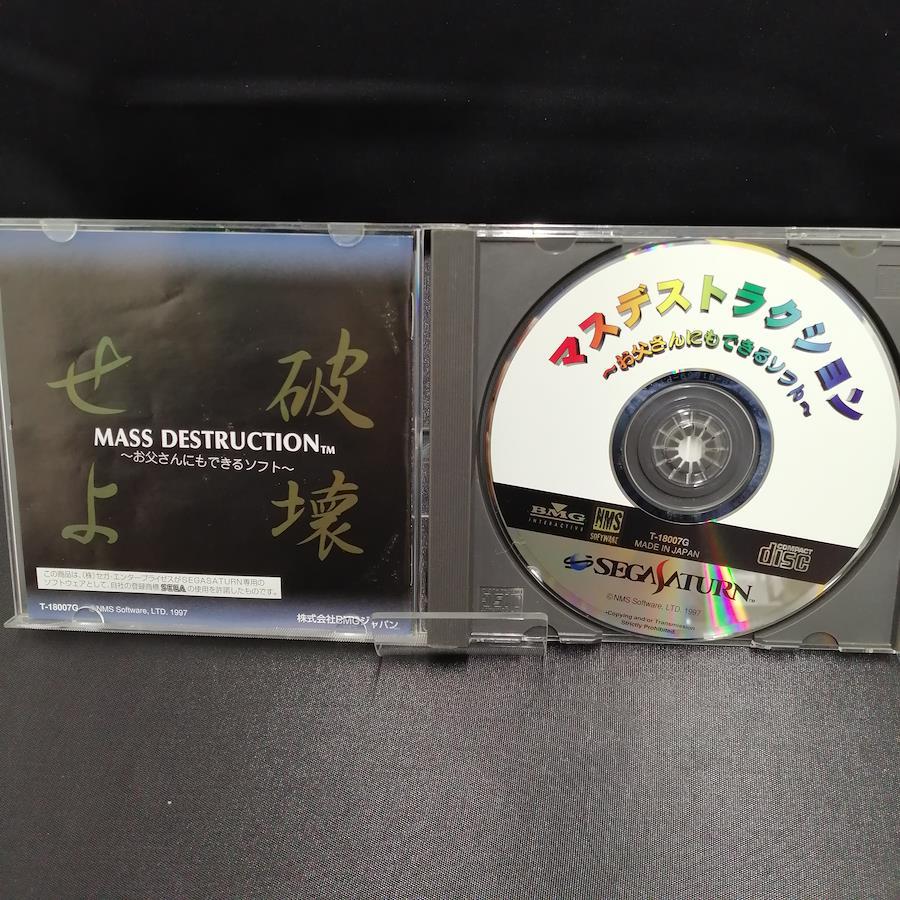 破壊
せよ
MASS DESTRUCTION™
～お父さんにもできるソフト～
この商品は、(株)セガ・エンタープライゼスがSEGASATURN専用の
ソフトウェアとして、自社の登録商標SEGAの使用を許諾したものです。
T-18007G ©NMS Software, LTD. 1997
株式会社BMGジャパン
マスデストラクション
～お父さんにもできるソフト～
BMG
INTERACTIVE
NMS
SOFTWARE
T-18007G
MADE IN JAPAN
COMPACT
disc
SEGA SATURN™
©NMS Software, LTD. 1997
Copying and/or Transmission
Strictly Prohibited.